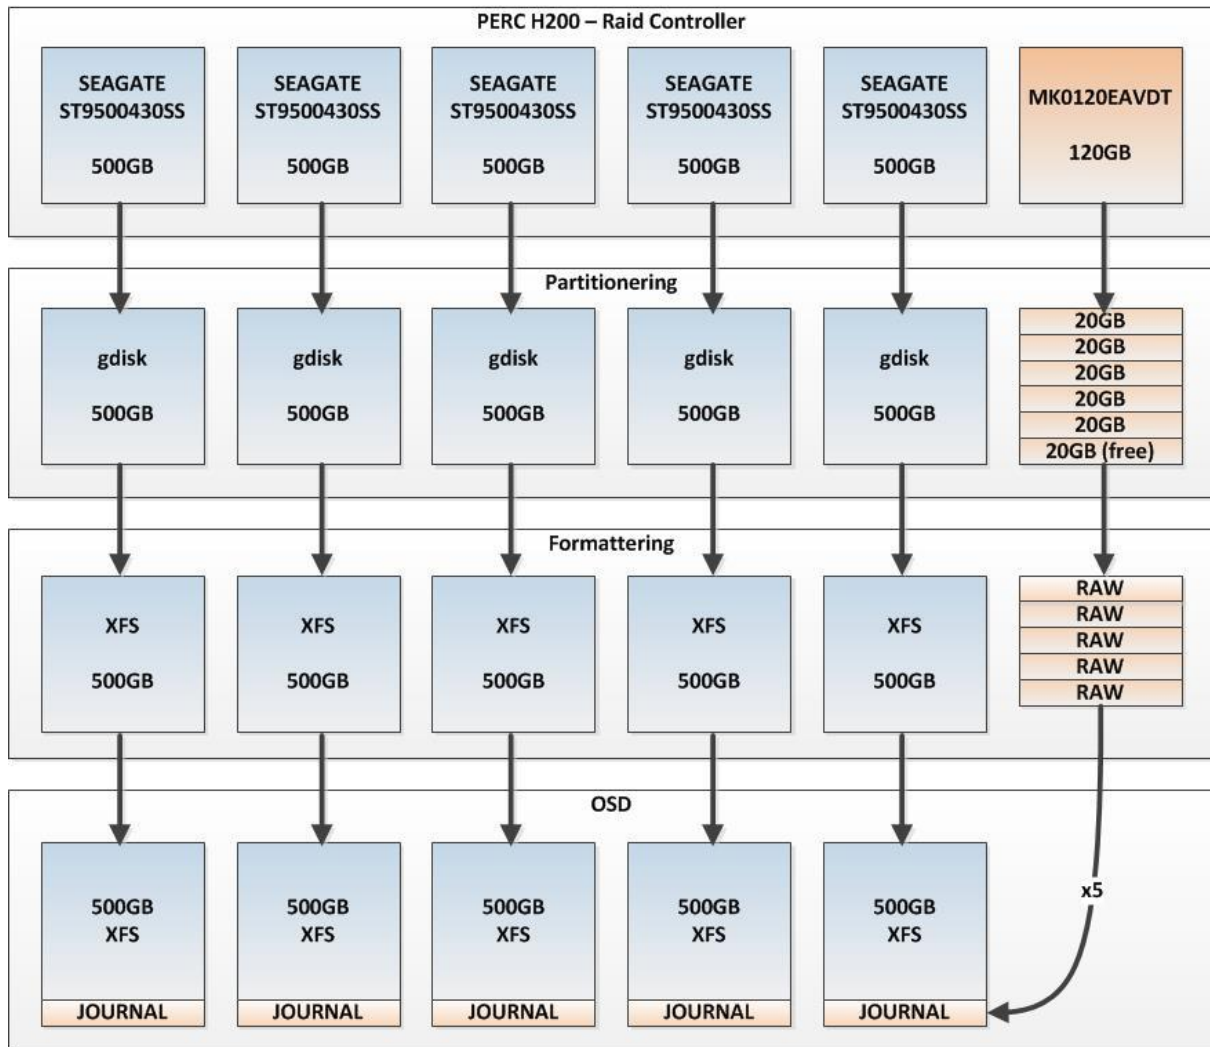 PERC H200 – Raid Controller
SEAGATE
ST9500430SS
500GB
SEAGATE
ST9500430SS
500GB
SEAGATE
ST9500430SS
500GB
SEAGATE
ST9500430SS
500GB
SEAGATE
ST9500430SS
500GB
MK0120EAVDT
120GB
Partitionering
gdisk
500GB
gdisk
500GB
gdisk
500GB
gdisk
500GB
gdisk
500GB
20GB
20GB
20GB
20GB
20GB
20GB (free)
Formattering
XFS
500GB
XFS
500GB
XFS
500GB
XFS
500GB
XFS
500GB
RAW
RAW
RAW
RAW
RAW
OSD
500GB
XFS
JOURNAL
500GB
XFS
JOURNAL
500GB
XFS
JOURNAL
500GB
XFS
JOURNAL
500GB
XFS
JOURNAL
x5